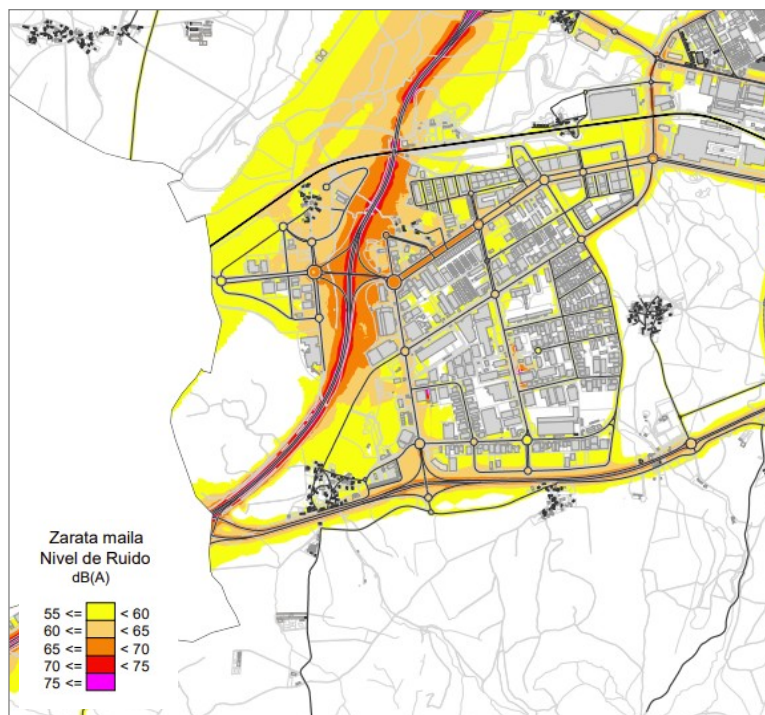 Zarata maila
Nivel de Ruido
dB(A)
55 <= < 60
60 <= < 65
65 <= < 70
70 <= < 75
75 <=